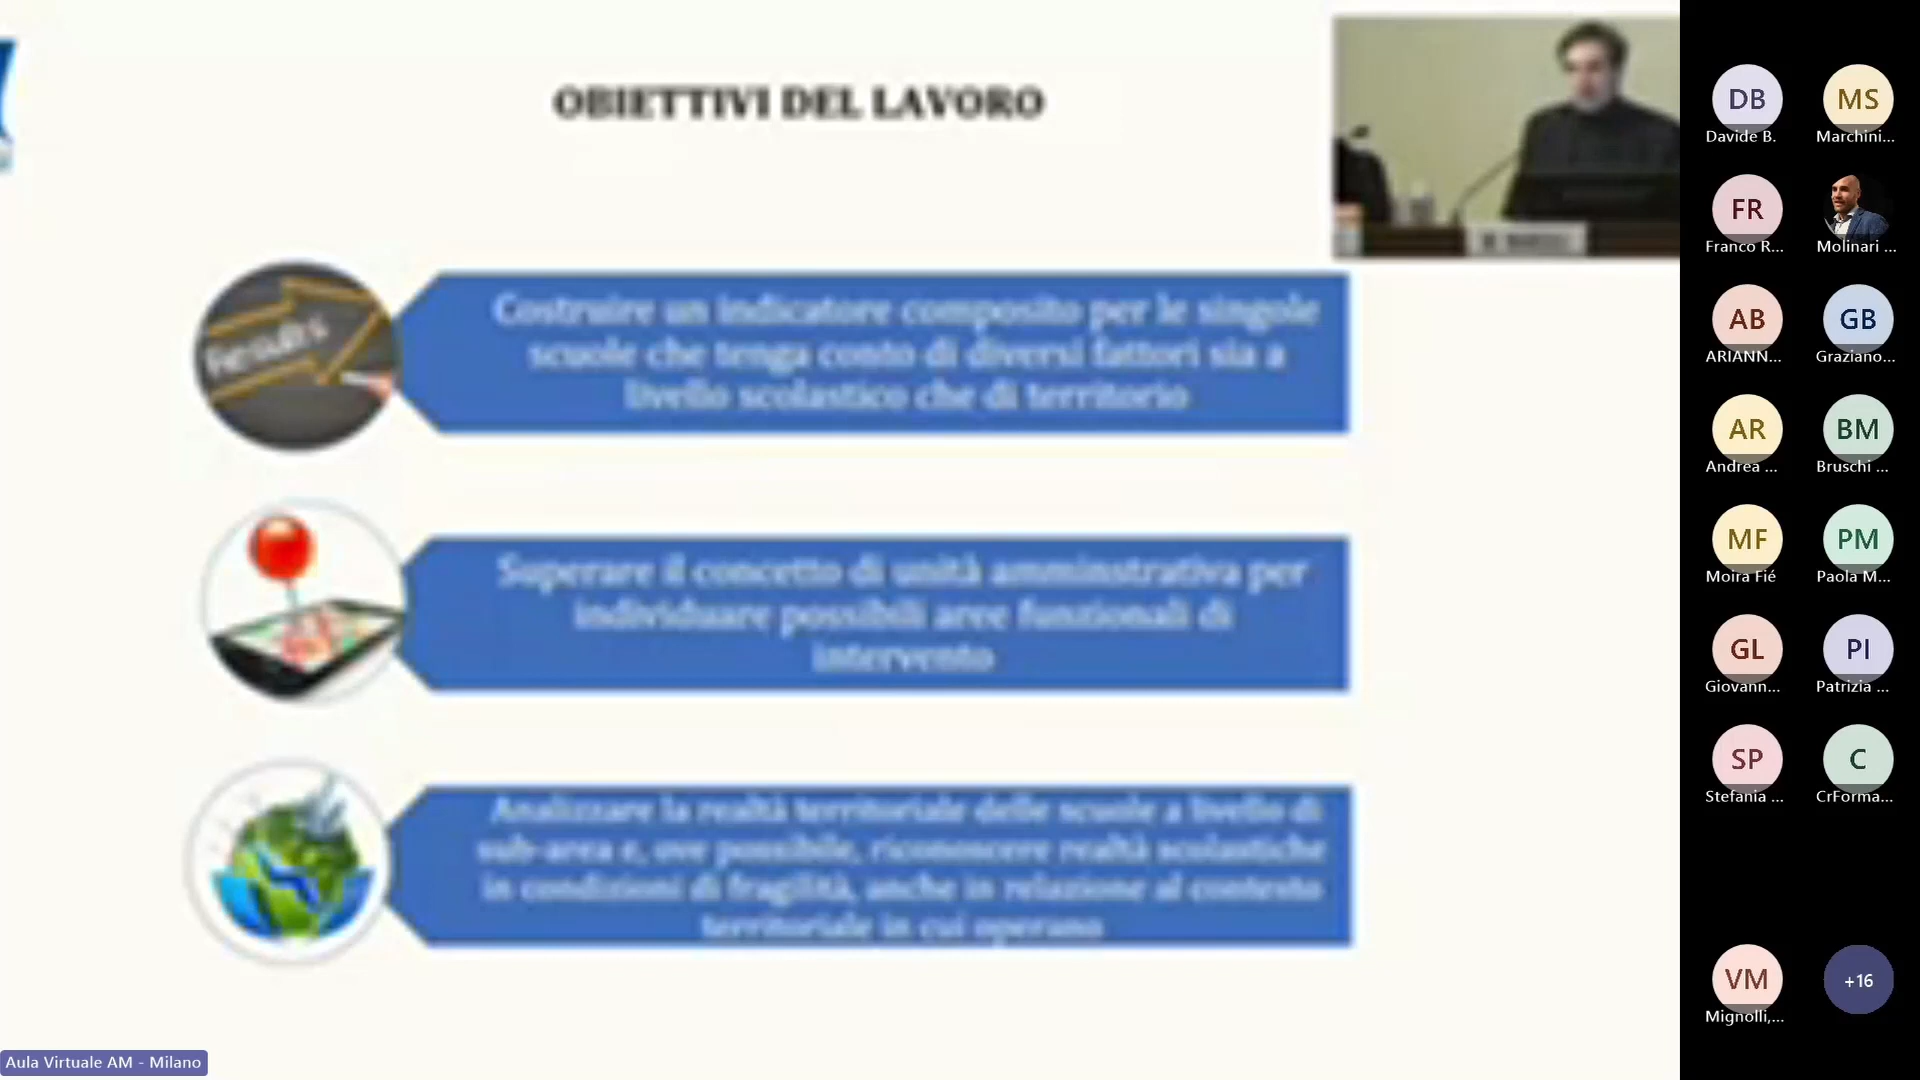 OBIETTIVI DEL LAVORO
Results
Costruire un indicatore composito per le singole
scuole che tenga conto di diversi fattori sia a
livello scolastico che di territorio
Superare il concetto di unità amminstrativa per
individuare possibili aree funzionali di
intervento
Analizzare la realtà territoriale delle scuole a livello di
sub-area e, ove possibile, riconoscere realtà scolastiche
in condizioni di fragilità, anche in relazione al contesto
territoriale in cui operano
Aula Virtuale AM - Milano
DB
Davide B.
MS
Marchini...
FR
Franco R...
Molinari ...
AB
ARIANN...
GB
Graziano...
AR
Andrea ...
BM
Bruschi ...
MF
Moira Fié
PM
Paola M...
GL
Giovann...
PI
Patrizia ...
SP
Stefania ...
C
CrForma...
VM
Mignolli,...
+16